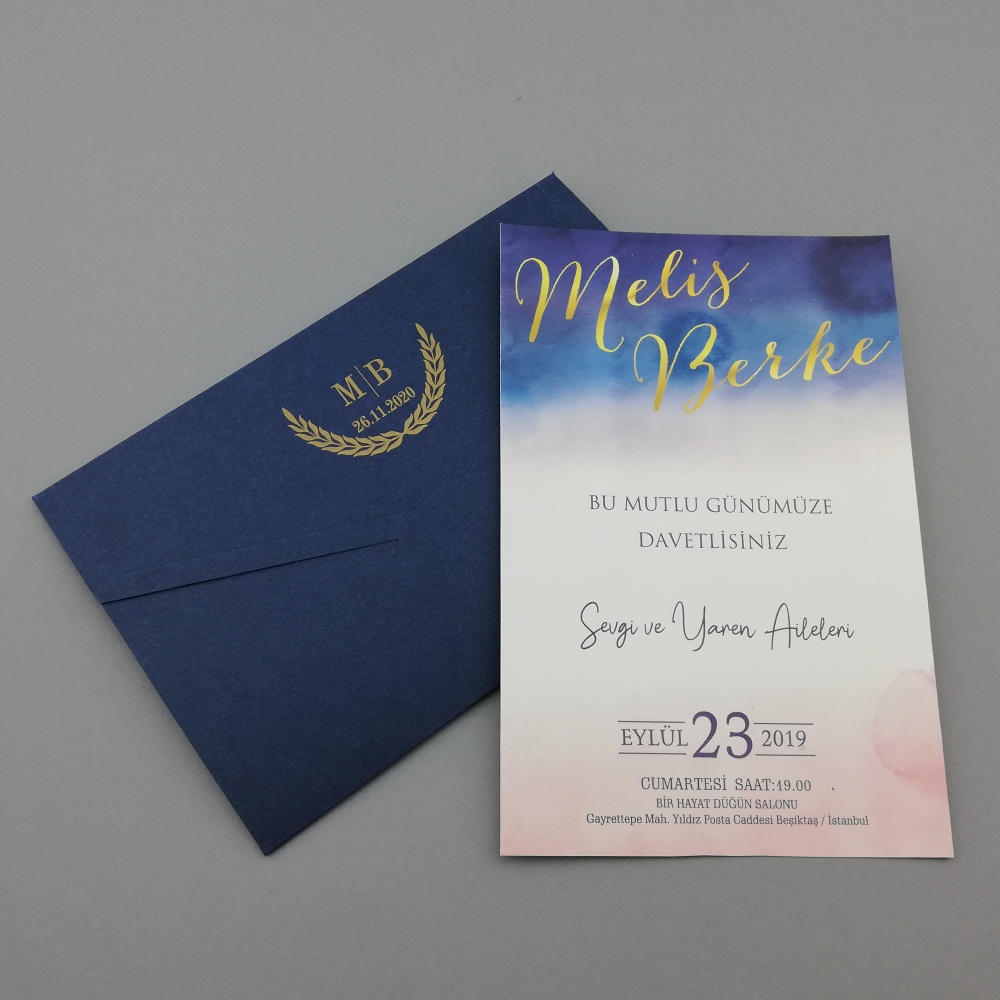 M|B
26.11.2020
Melis
Berke
BU MUTLU GÜNÜMÜZE
DAVETLİSİNİZ
Sevgi ve Yaren Aileleri
EYLÜL 23 2019
CUMARTESİ SAAT:19.00
BİR HAYAT DÜĞÜN SALONU
Gayrettepe Mah. Yıldız Posta Caddesi Beşiktaş / İstanbul